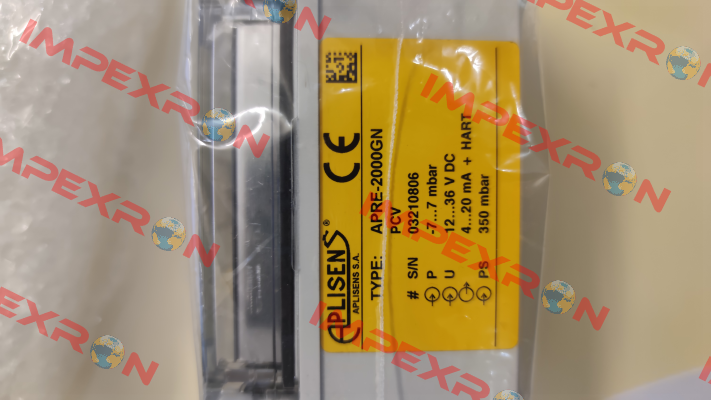 APLISENS®
APLISENS S.A.
CE
TYPE: APRE-2000GN
PCV
# S/N 03210806
P -7...7 mbar
U 12...36 V DC
4...20 mA + HART
PS 350 mbar
IMPEXRON
IMPEXRON
IMPEXRON
IMPEXRON
IMPEXRON
IMPEXRON
IMPEXRON